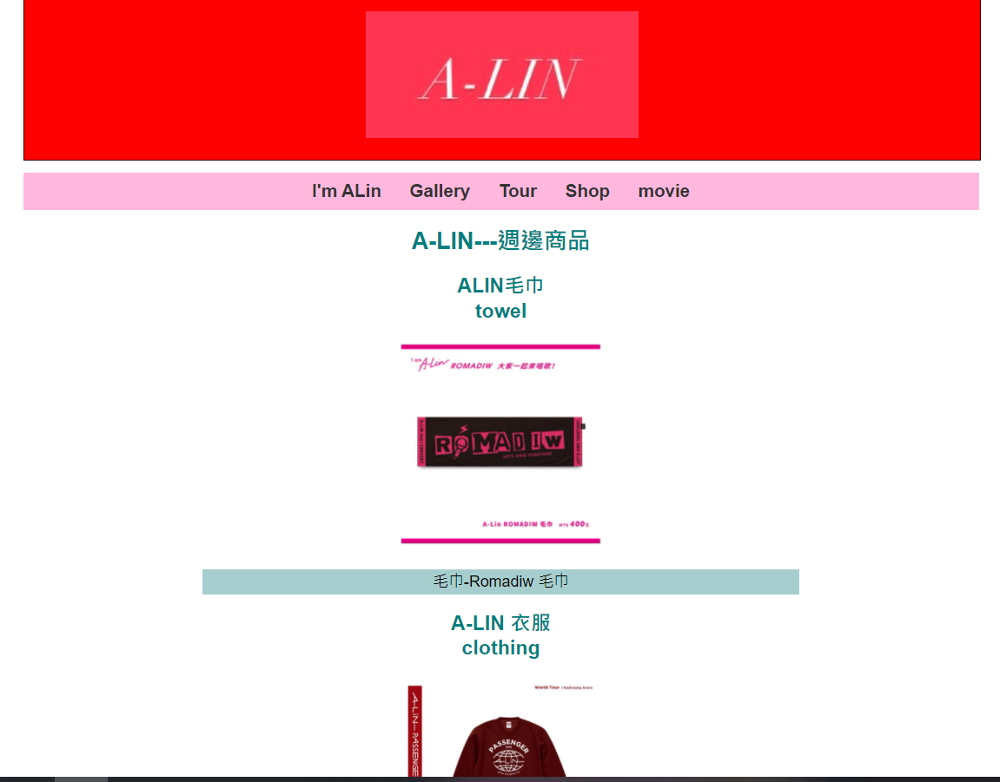 A-LIN
I'm ALin Gallery Tour Shop movie
A-LIN---週邊商品
ALIN毛巾
towel
I am A-Lin ROMADIW 大家一起來唱歌!
ROMADIW
LET'S SING TOGETHER!
A-Lin ROMADIW 毛巾 NT$ 400元
毛巾-Romadiw 毛巾
A-LIN 衣服
clothing
World Tour | Kaohsiung Arena
A-LIN PASSENGER
PASSENGER
A-LIN